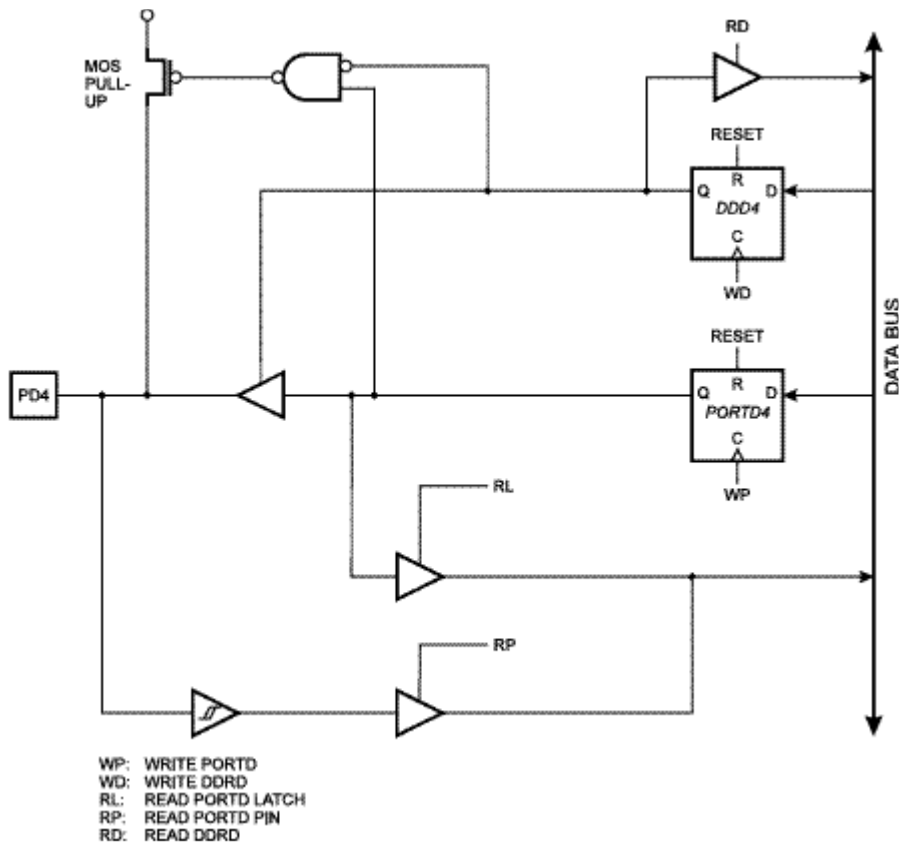 RD
MOS
PULL-
UP
RESET
Q R D
DDD4
C
WD
DATA BUS
RESET
PD4
Q R D
PORTD4
C
WP
RL
RP
WP: WRITE PORTD
WD: WRITE DDRD
RL: READ PORTD LATCH
RP: READ PORTD PIN
RD: READ DDRD